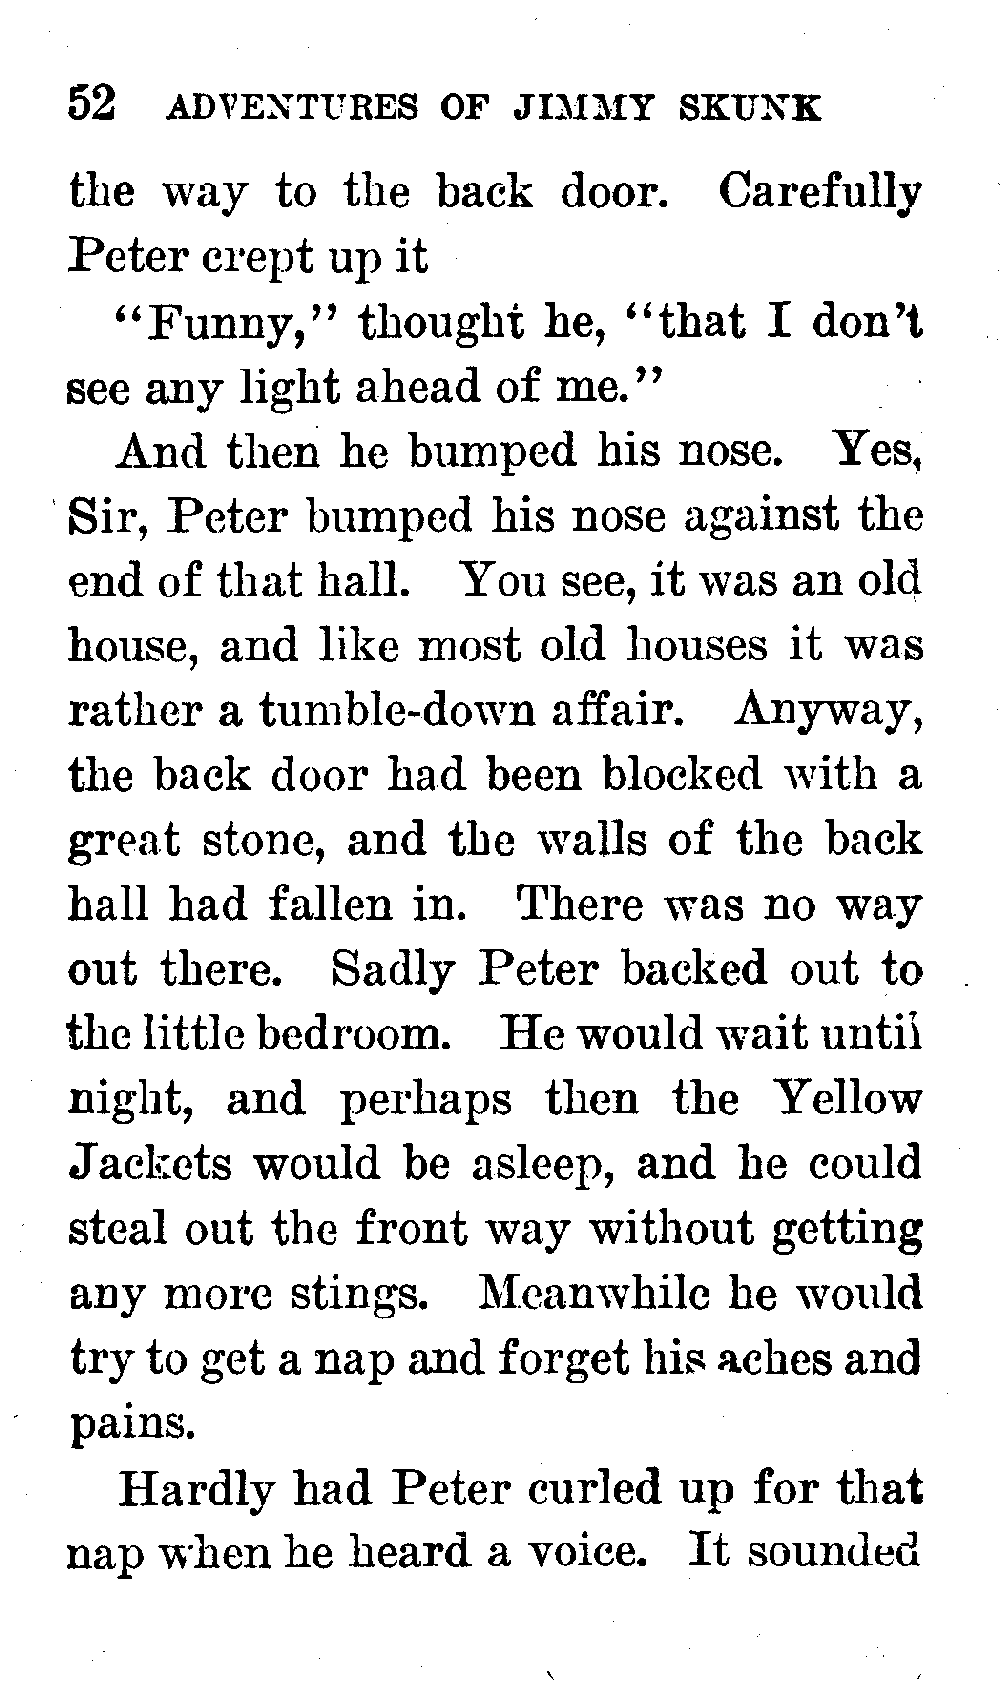 52 ADVENTURES OF JIMMY SKUNK
the way to the back door. Carefully
Peter crept up it
"Funny," thought he, "that I don't
see any light ahead of me."
And then he bumped his nose. Yes,
Sir, Peter bumped his nose against the
end of that hall. You see, it was an old
house, and like most old houses it was
rather a tumble-down affair. Anyway,
the back door had been blocked with a
great stone, and the walls of the back
hall had fallen in. There was no way
out there. Sadly Peter backed out to
the little bedroom. He would wait until
night, and perhaps then the Yellow
Jackets would be asleep, and he could
steal out the front way without getting
any more stings. Meanwhile he would
try to get a nap and forget his aches and
pains.
Hardly had Peter curled up for that
nap when he heard a voice. It sounded